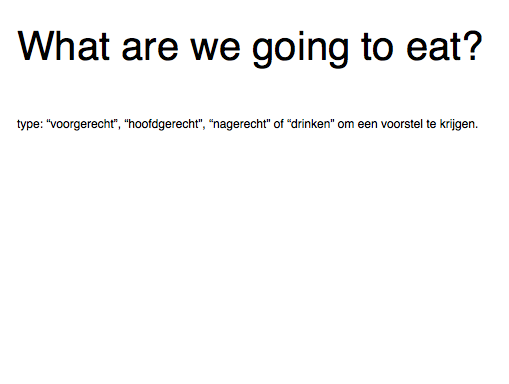 What are we going to eat?
type: “voorgerecht”, “hoofdgerecht”, “nagerecht” of “drinken” om een voorstel te krijgen.